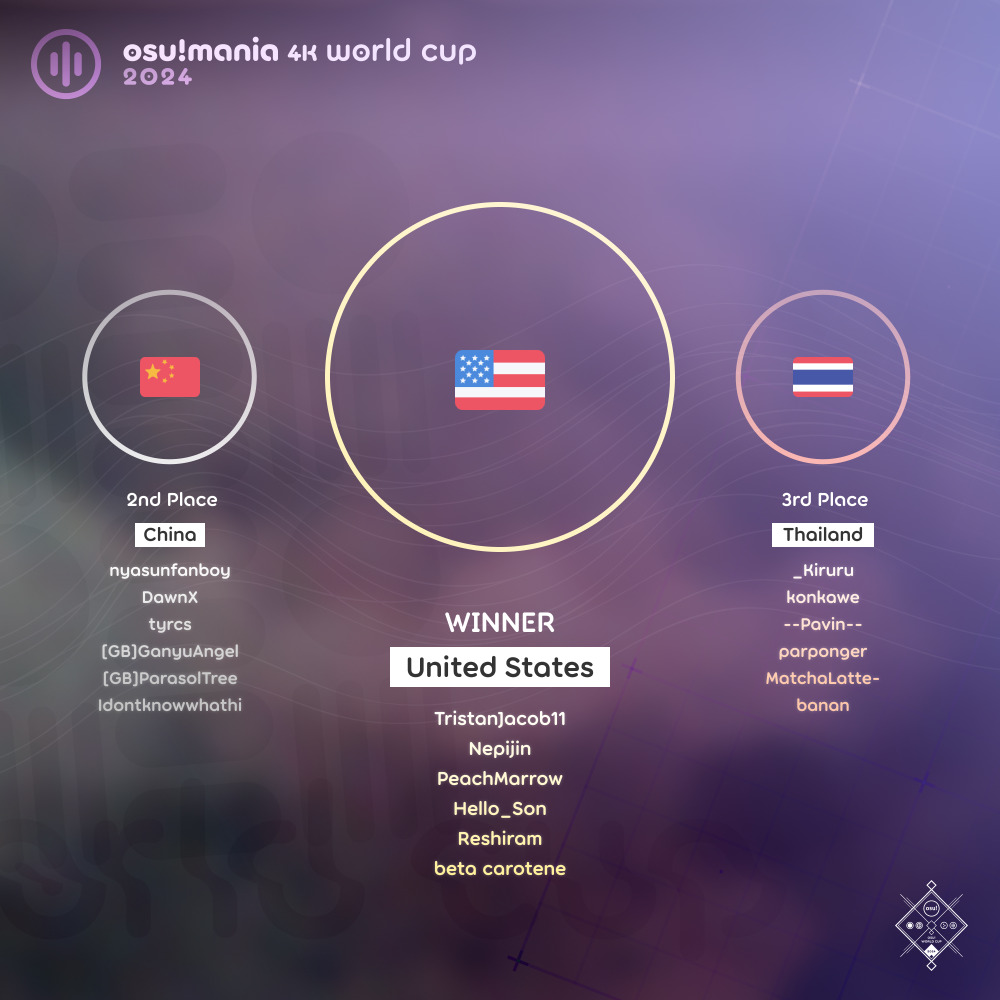 osu!mania 4k world cup
2024
2nd Place
China
nyasunfanboy
DawnX
tyrcs
[GB]GanyuAngel
[GB]ParasolTree
Idontknowwhathi
WINNER
United States
TristanJacob11
Nepijin
PeachMarrow
Hello_Son
Reshiram
beta carotene
3rd Place
Thailand
_Kiruru
konkawe
--Pavin--
parponger
MatchaLatte-
banan
osu!
WORLD CUP